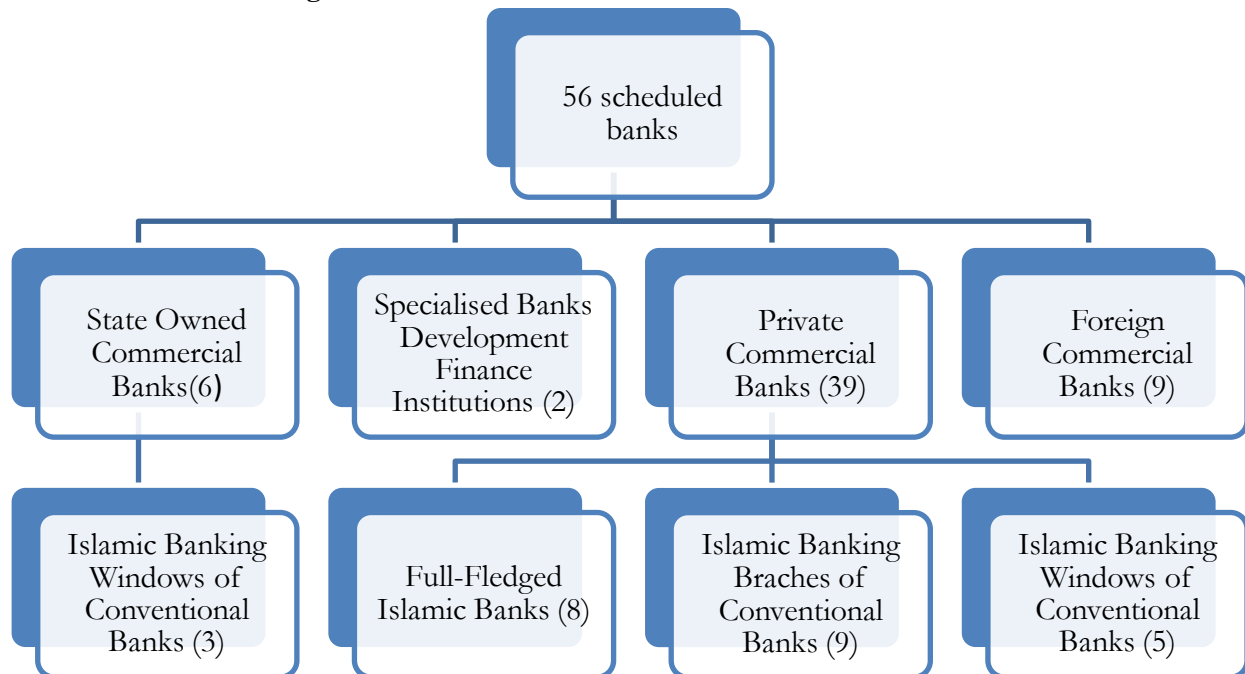 56 scheduled
banks
State Owned
Commercial
Banks(6)
Specialised Banks
Development
Finance
Institutions (2)
Private
Commercial
Banks (39)
Foreign
Commercial
Banks (9)
Islamic Banking
Windows of
Conventional
Banks (3)
Full-Fledged
Islamic Banks (8)
Islamic Banking
Braches of
Conventional
Banks (9)
Islamic Banking
Windows of
Conventional
Banks (5)